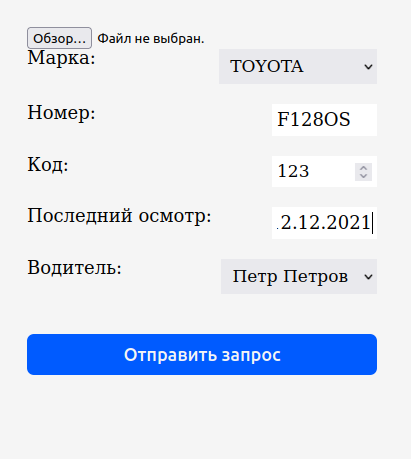 Обзор... Файл не выбран.
Марка: TOYOTA
Номер: F128OS
Код: 123
Последний осмотр: .2.12.2021
Водитель: Петр Петров
Отправить запрос